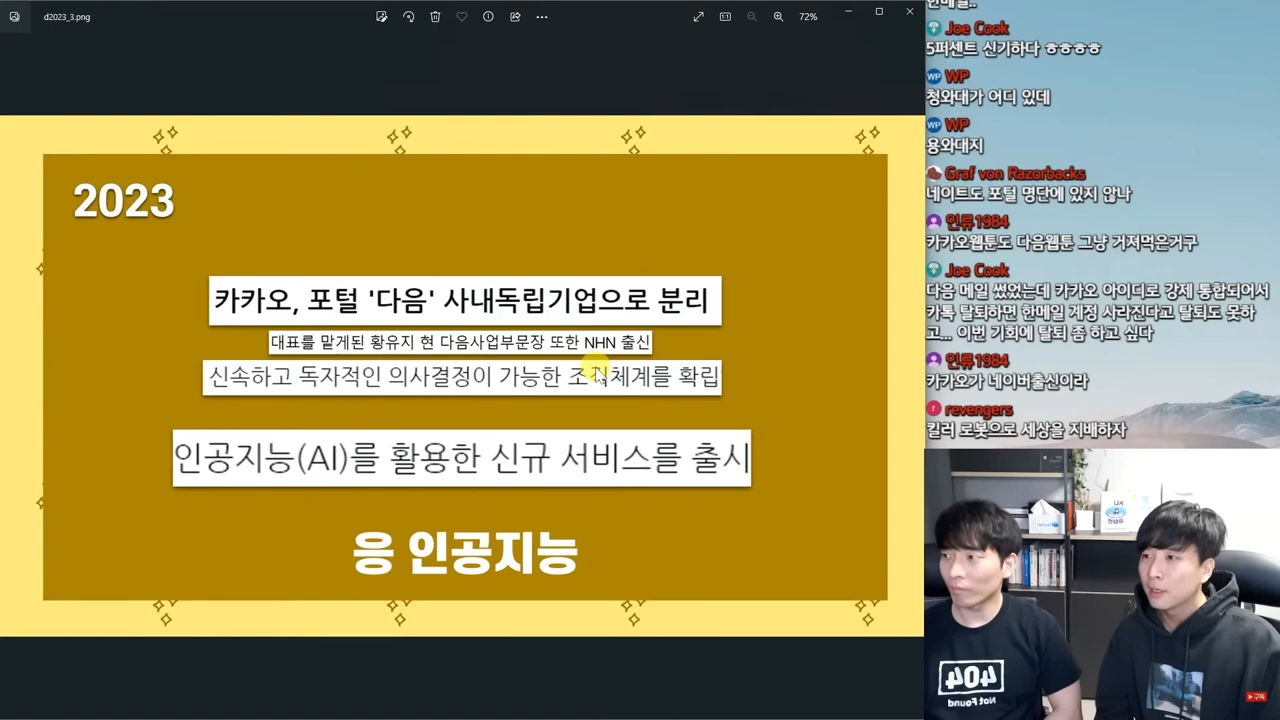 d2023_3.png
72%
2023
카카오, 포털 '다음' 사내독립기업으로 분리
대표를 맡게된 황유지 현 다음사업부문장 또한 NHN 출신
신속하고 독자적인 의사결정이 가능한 조직체계를 확립
인공지능(AI)를 활용한 신규 서비스를 출시
응 인공지능
한메일..
Joe Cook
5퍼센트 신기하다 ㅎㅎㅎㅎ
WP WP
청와대가 어디 있데
WP WP
용와대지
Graf von Razorbacks
네이트도 포털 명단에 있지 않나
인류1984
카카오웹툰도 다음웹툰 그냥 거저먹은거구
Joe Cook
다음 메일 썼었는데 카카오 아이디로 강제 통합되어서
카톡 탈퇴하면 한메일 계정 사라진다고 탈퇴도 못하
고... 이번 기회에 탈퇴 좀 하고 싶다
인류1984
카카오가 네이버출신이라
r revengers
킬러 로봇으로 세상을 지배하자
404
Not Found
구독